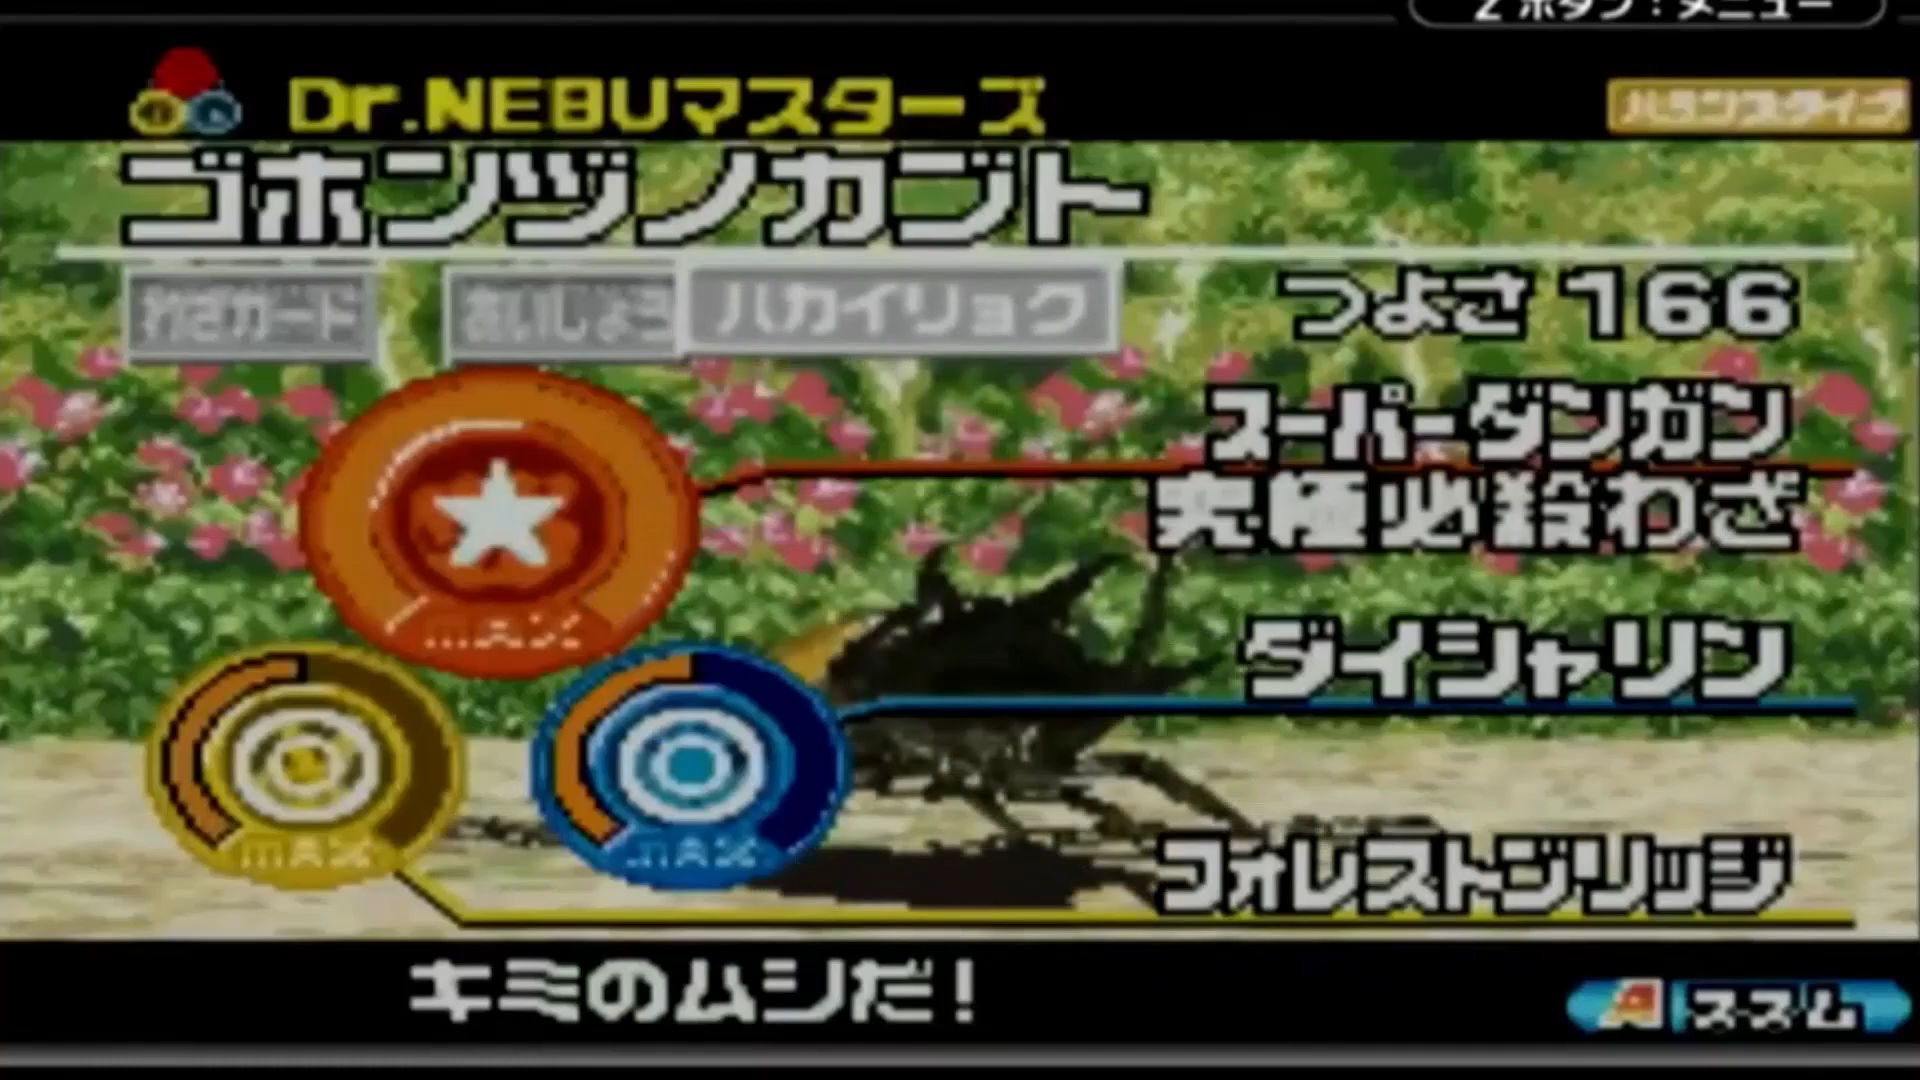 Z ボタン：メニュー
Dr.NEBUマスターズ
バランスタイプ
ゴホンヅノカブト
わざカード あいしょう ハカイリョク
つよさ 166
スーパーダンガン
究極必殺わざ
MAX
ダイシャリン
MAX MAX
フォレストブリッジ
キミのムシだ！
A ススム